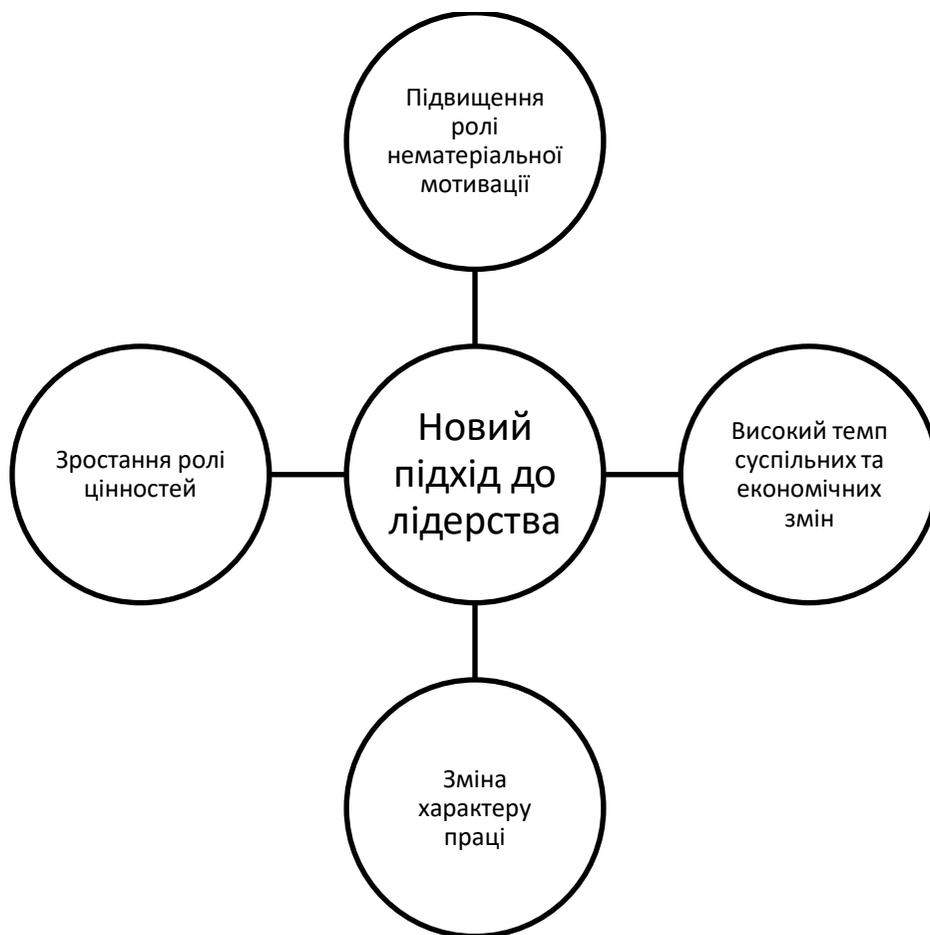 Підвищення
ролі
нематеріальної
мотивації
Зростання ролі
цінностей
Новий
підхід до
лідерства
Високий темп
суспільних та
економічних
змін
Зміна
характеру
праці